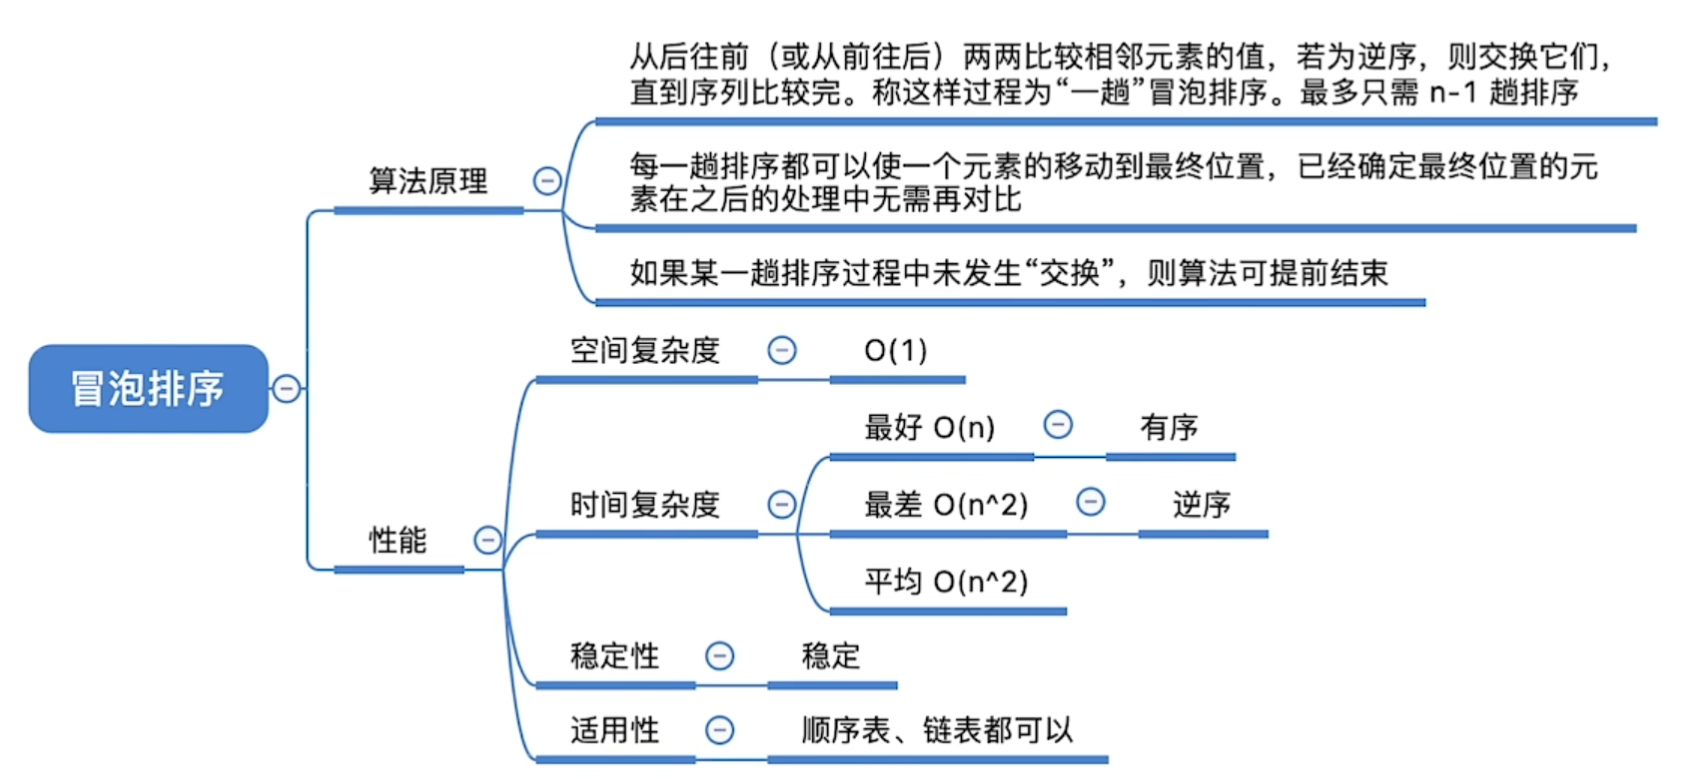 从后往前（或从前往后）两两比较相邻元素的值，若为逆序，则交换它们，
直到序列比较完。称这样过程为“一趟”冒泡排序。最多只需 n-1 趟排序
算法原理
每一趟排序都可以使一个元素的移动到最终位置，已经确定最终位置的元
素在之后的处理中无需再对比
如果某一趟排序过程中未发生“交换”，则算法可提前结束
冒泡排序
空间复杂度
O(1)
最好 O(n)
有序
时间复杂度
最差 O(n^2)
逆序
性能
平均 O(n^2)
稳定性
稳定
适用性
顺序表、链表都可以